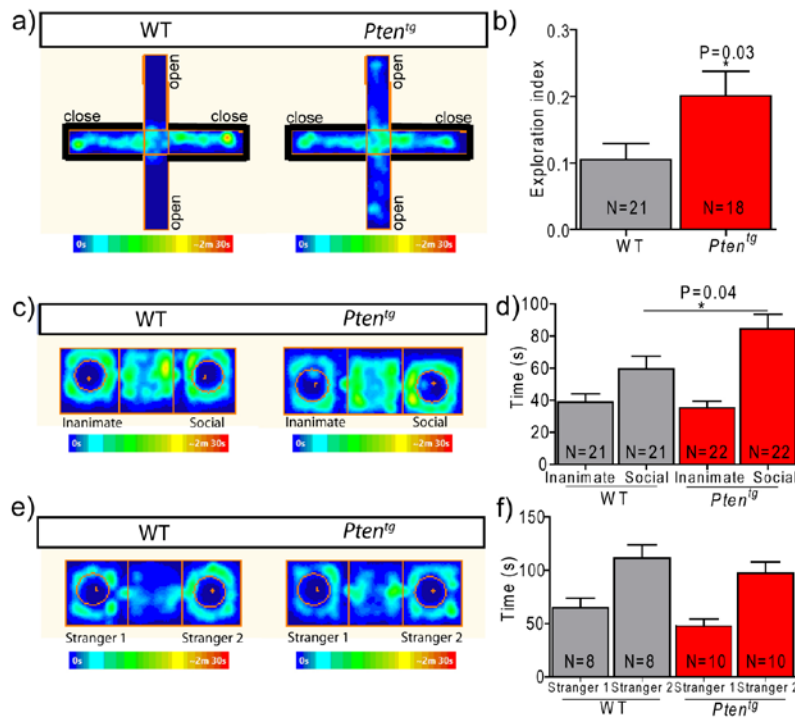 a)
WT
Pten^tg
open
open
close
close
close
close
open
open
0s
~2m 30s
0s
~2m 30s
b)
Exploration index
0.3
0.2
0.1
0.0
P=0.03
*
N=21
N=18
WT
Pten^tg
c)
WT
Pten^tg
Inanimate
Social
Inanimate
Social
0s
~2m 30s
0s
~2m 30s
d)
Time (s)
100
80
60
40
20
0
P=0.04
*
N=21
N=21
N=22
N=22
Inanimate Social Inanimate Social
WT
Pten^tg
e)
WT
Pten^tg
Stranger 1
Stranger 2
Stranger 1
Stranger 2
0s
~2m 30s
0s
~2m 30s
f)
Time (s)
150
100
50
0
N=8
N=8
N=10
N=10
Stranger 1 Stranger 2 Stranger 1 Stranger 2
WT
Pten^tg